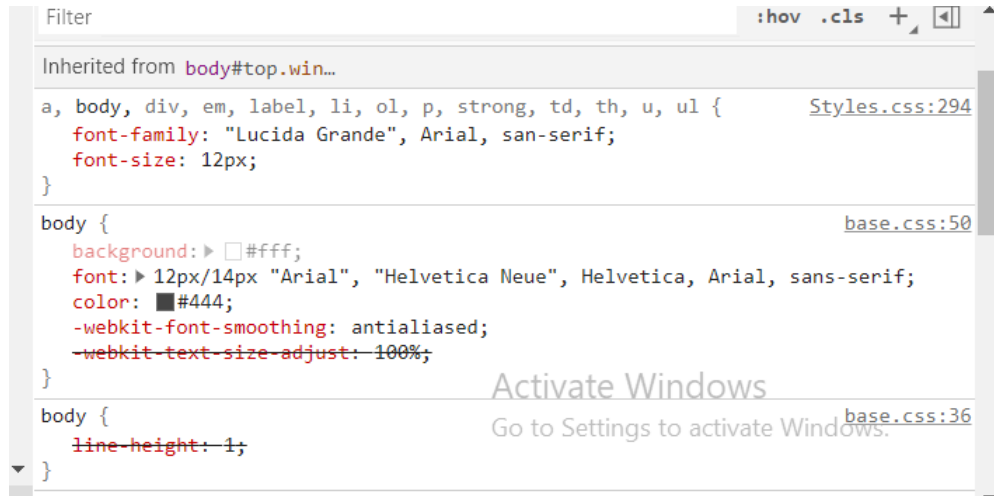 Filter :hov .cls +
Inherited from body#top.win…
a, body, div, em, label, li, ol, p, strong, td, th, u, ul { Styles.css:294
font-family: "Lucida Grande", Arial, san-serif;
font-size: 12px;
}
body { base.css:50
background: #fff;
font: 12px/14px "Arial", "Helvetica Neue", Helvetica, Arial, sans-serif;
color: #444;
-webkit-font-smoothing: antialiased;
-webkit-text-size-adjust: 100%;
}
Activate Windows
body { base.css:36
Go to Settings to activate Windows.
line-height: 1;
}